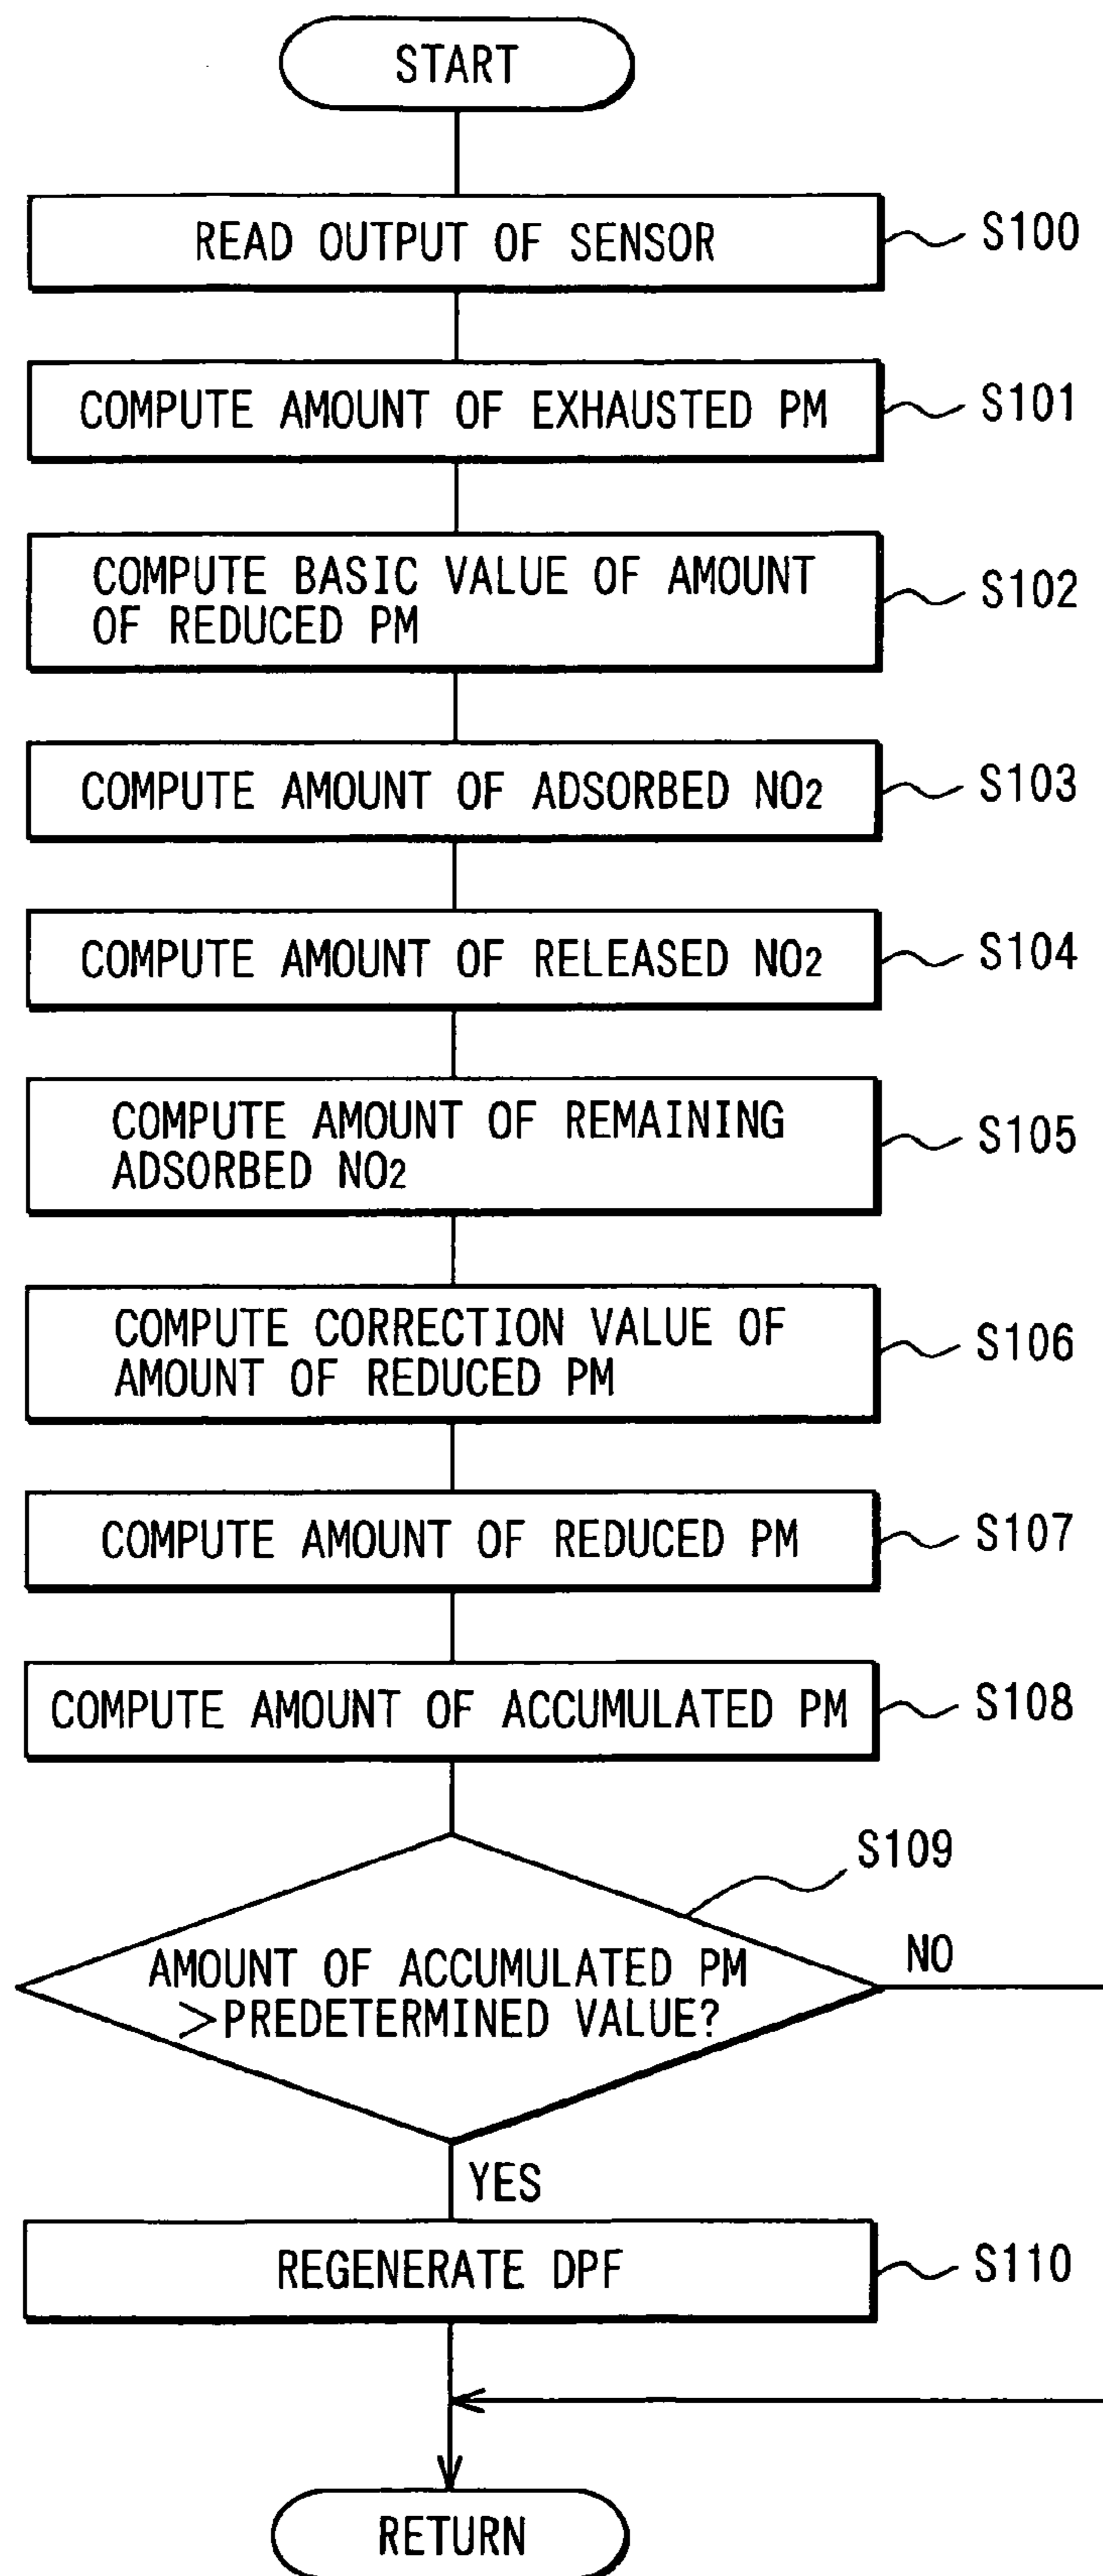 START
READ OUTPUT OF SENSOR
S100
COMPUTE AMOUNT OF EXHAUSTED PM
S101
COMPUTE BASIC VALUE OF AMOUNT
OF REDUCED PM
S102
COMPUTE AMOUNT OF ADSORBED NO2
S103
COMPUTE AMOUNT OF RELEASED NO2
S104
COMPUTE AMOUNT OF REMAINING
ADSORBED NO2
S105
COMPUTE CORRECTION VALUE OF
AMOUNT OF REDUCED PM
S106
COMPUTE AMOUNT OF REDUCED PM
S107
COMPUTE AMOUNT OF ACCUMULATED PM
S108
S109
AMOUNT OF ACCUMULATED PM
>PREDETERMINED VALUE?
NO
YES
REGENERATE DPF
S110
RETURN